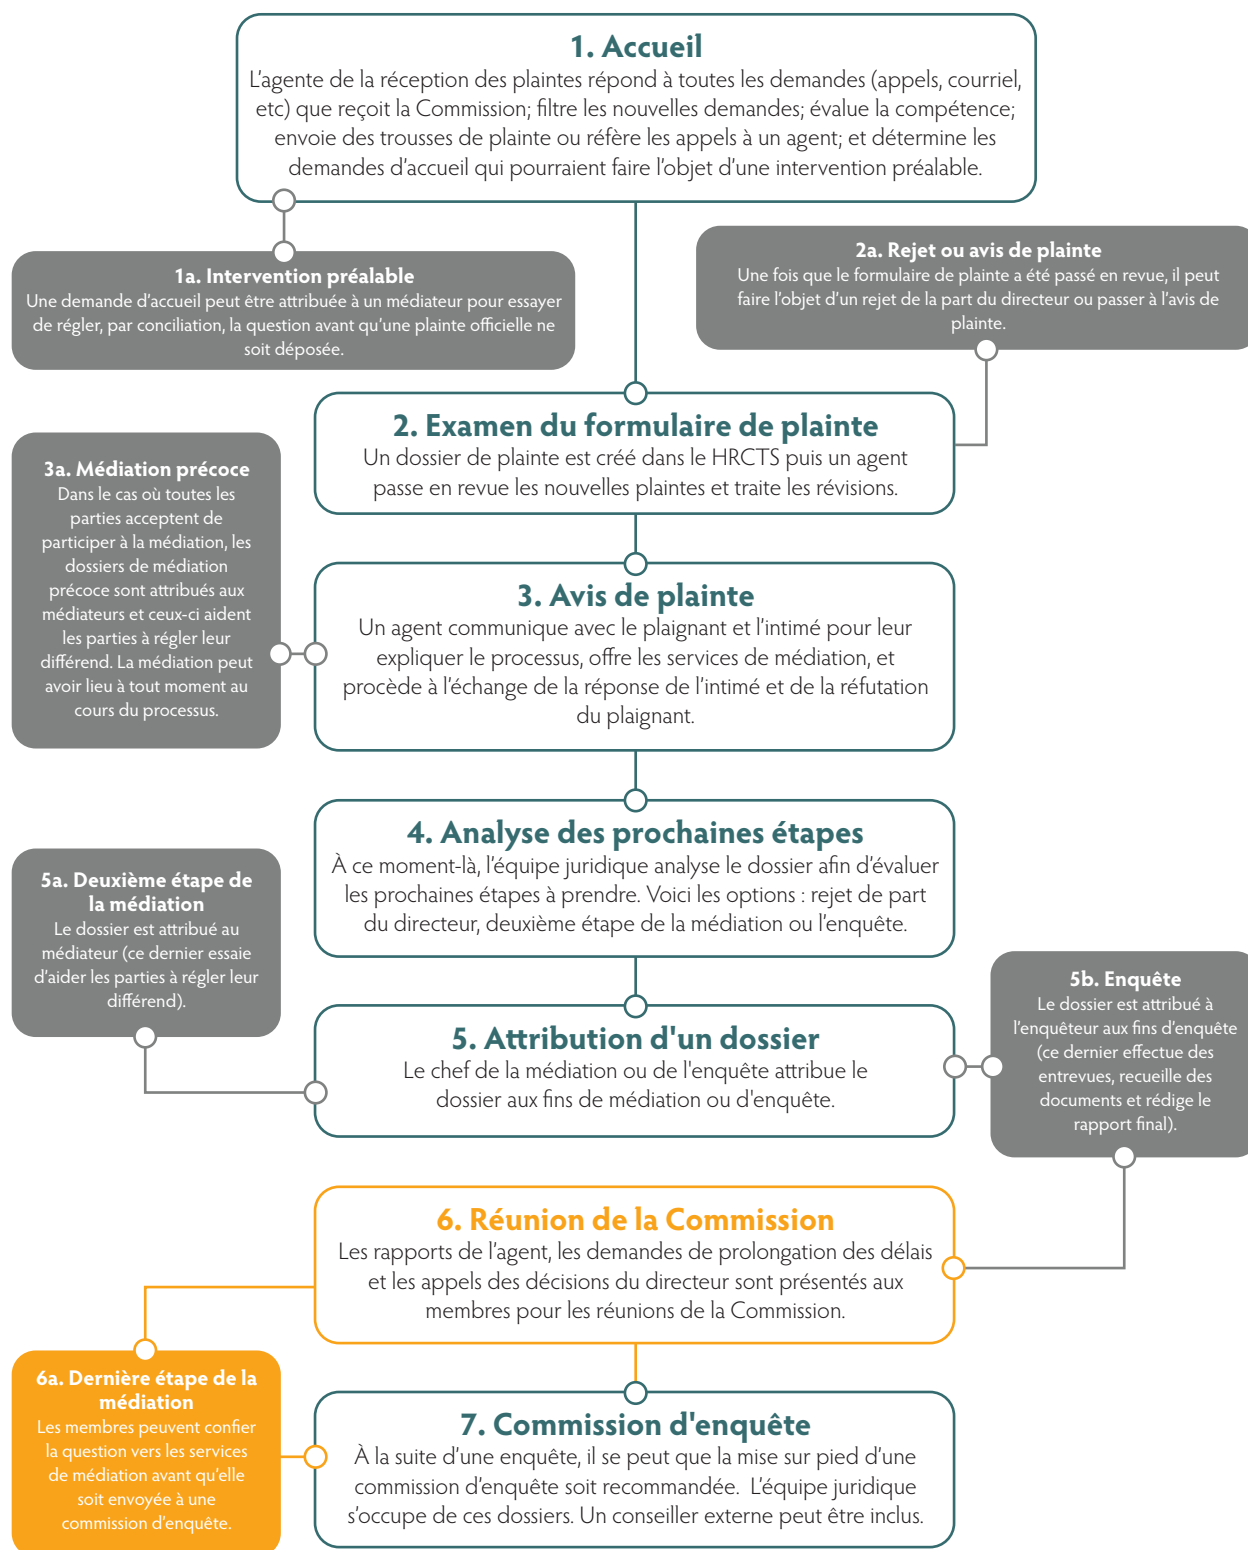 1. Accueil
L'agente de la réception des plaintes répond à toutes les demandes (appels, courriel,
etc) que reçoit la Commission; filtre les nouvelles demandes; évalue la compétence;
envoie des trousses de plainte ou réfère les appels à un agent; et détermine les
demandes d'accueil qui pourraient faire l'objet d'une intervention préalable.
1a. Intervention préalable
Une demande d'accueil peut être attribuée à un médiateur pour essayer
de régler, par conciliation, la question avant qu'une plainte officielle ne
soit déposée.
2a. Rejet ou avis de plainte
Une fois que le formulaire de plainte a été passé en revue, il peut
faire l'objet d'un rejet de la part du directeur ou passer à l'avis de
plainte.
2. Examen du formulaire de plainte
Un dossier de plainte est créé dans le HRCTS puis un agent
passe en revue les nouvelles plaintes et traite les révisions.
3a. Médiation précoce
Dans le cas où toutes les
parties acceptent de
participer à la médiation, les
dossiers de médiation
précoce sont attribués aux
médiateurs et ceux-ci aident
les parties à régler leur
différend. La médiation peut
avoir lieu à tout moment au
cours du processus.
3. Avis de plainte
Un agent communique avec le plaignant et l'intimé pour leur
expliquer le processus, offre les services de médiation, et
procède à l'échange de la réponse de l'intimé et de la réfutation
du plaignant.
4. Analyse des prochaines étapes
À ce moment-là, l'équipe juridique analyse le dossier afin d'évaluer
les prochaines étapes à prendre. Voici les options : rejet de part
du directeur, deuxième étape de la médiation ou l'enquête.
5a. Deuxième étape de
la médiation
Le dossier est attribué au
médiateur (ce dernier essaie
d'aider les parties à régler leur
différend).
5. Attribution d'un dossier
Le chef de la médiation ou de l'enquête attribue le
dossier aux fins de médiation ou d'enquête.
5b. Enquête
Le dossier est attribué à
l'enquêteur aux fins d'enquête
(ce dernier effectue des
entrevues, recueille des
documents et rédige le
rapport final).
6. Réunion de la Commission
Les rapports de l'agent, les demandes de prolongation des délais
et les appels des décisions du directeur sont présentés aux
membres pour les réunions de la Commission.
6a. Dernière étape de la
médiation
Les membres peuvent confier
la question vers les services
de médiation avant qu'elle
soit envoyée à une
commission d'enquête.
7. Commission d'enquête
À la suite d'une enquête, il se peut que la mise sur pied d'une
commission d'enquête soit recommandée. L'équipe juridique
s'occupe de ces dossiers. Un conseiller externe peut être inclus.